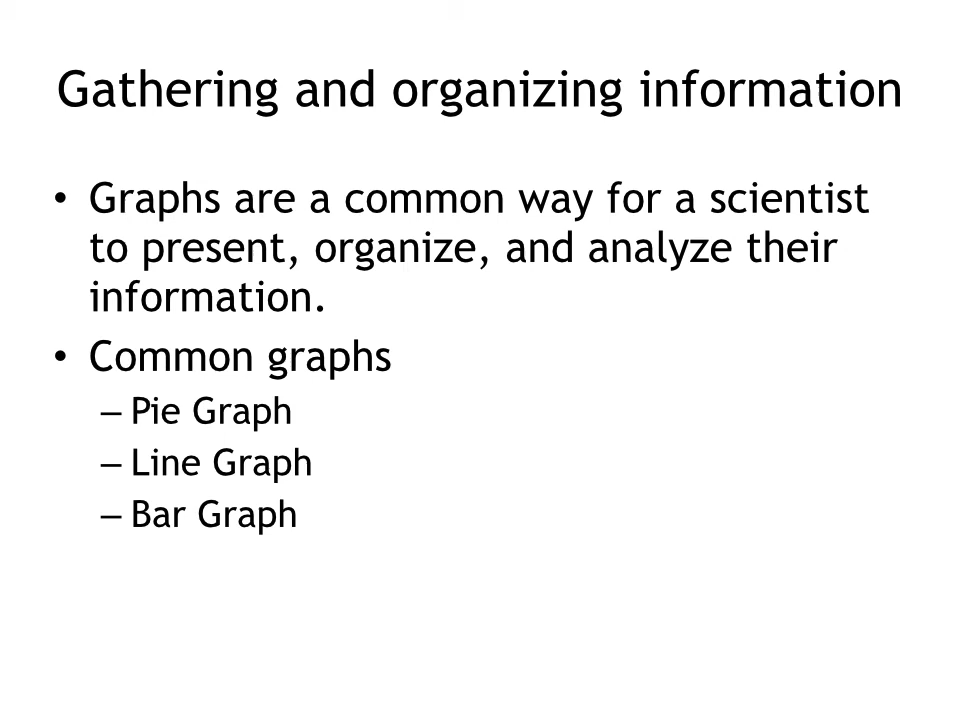 Gathering and organizing information
• Graphs are a common way for a scientist
to present, organize, and analyze their
information.
• Common graphs
– Pie Graph
– Line Graph
– Bar Graph